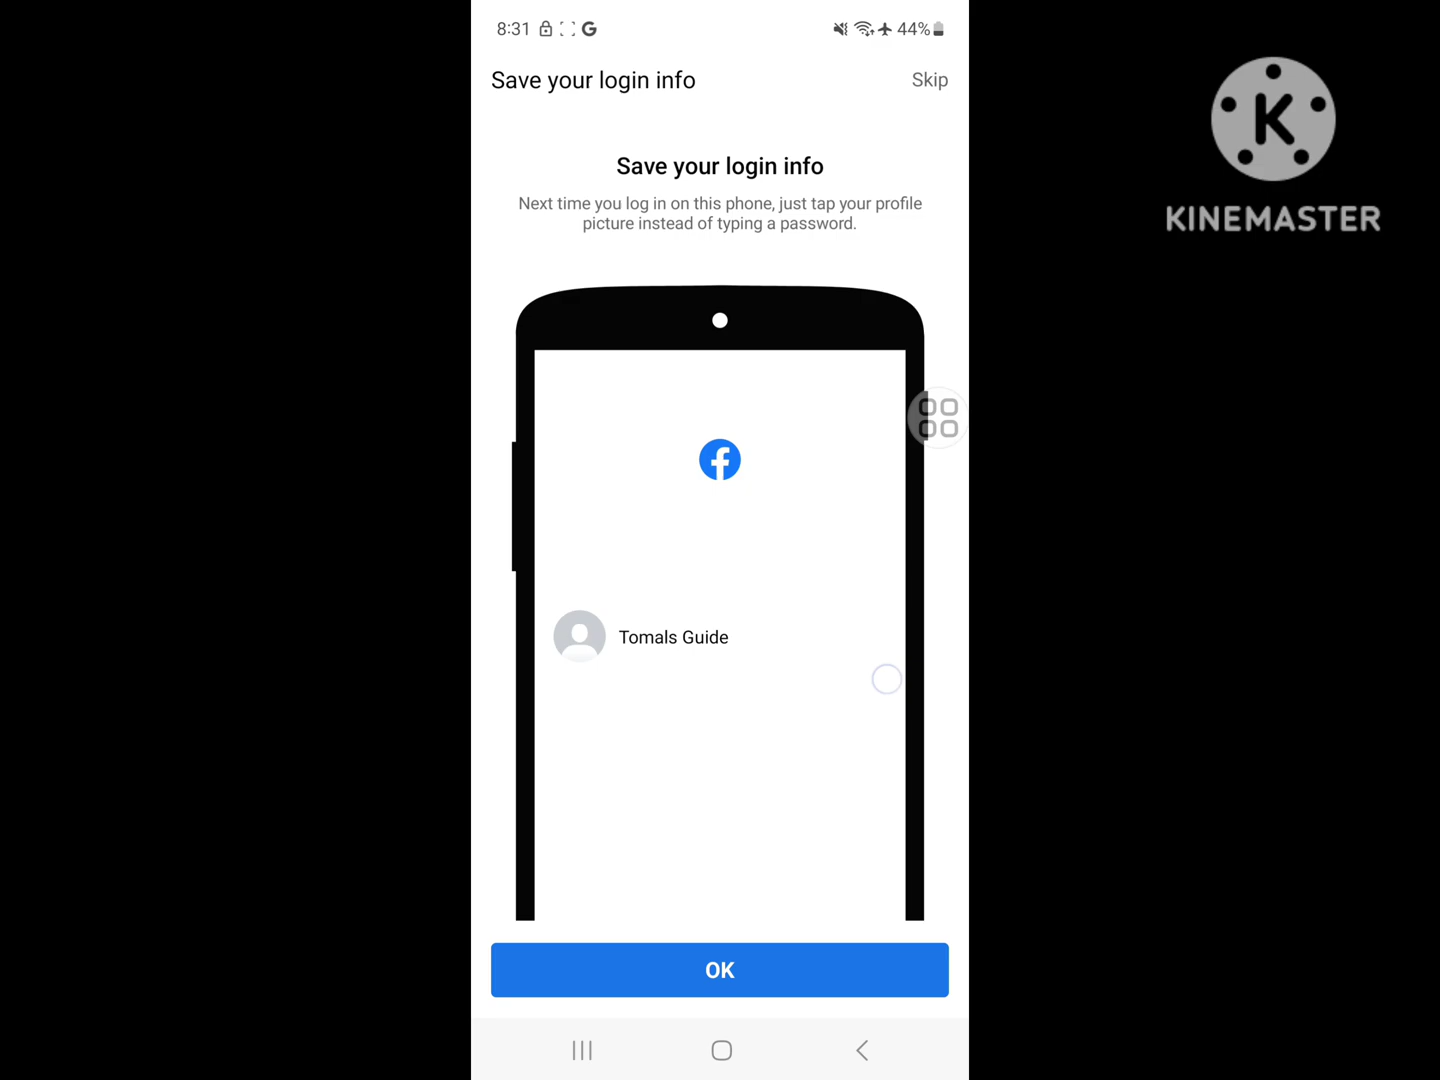 8:31 G 44%
Save your login info Skip
Save your login info
Next time you log in on this phone, just tap your profile
picture instead of typing a password.
Tomals Guide
OK
K
KINEMASTER